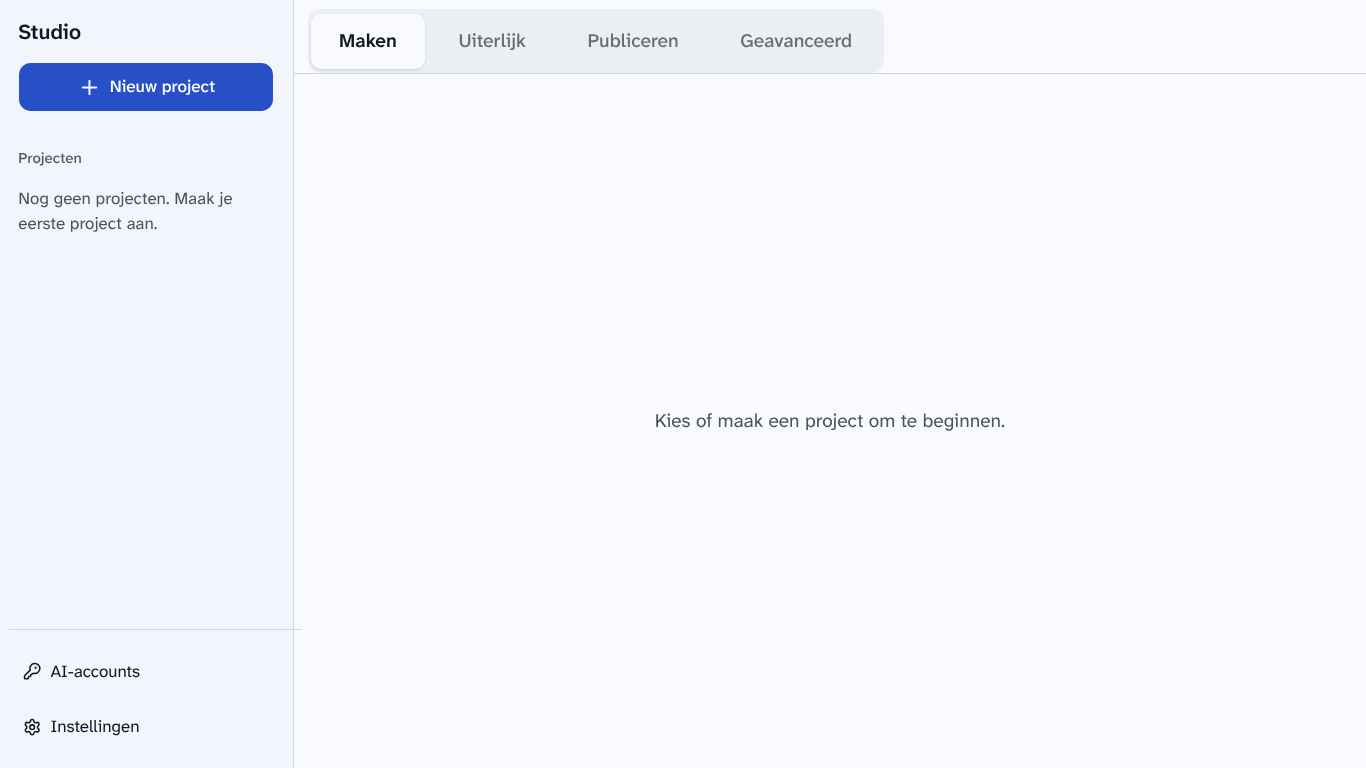 Studio
Nieuw project
Projecten
Nog geen projecten. Maak je
eerste project aan.
AI-accounts
Instellingen
Maken
Uiterlijk
Publiceren
Geavanceerd
Kies of maak een project om te beginnen.